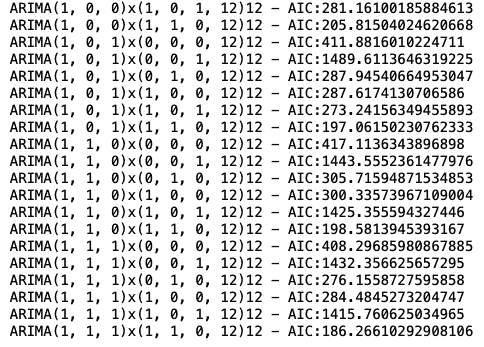 ARIMA(1, 0, 0)x(1, 0, 1, 12)12 - AIC:281.16100185884613
ARIMA(1, 0, 0)x(1, 1, 0, 12)12 - AIC:205.81504024620668
ARIMA(1, 0, 1)x(0, 0, 0, 12)12 - AIC:411.8816010224711
ARIMA(1, 0, 1)x(0, 0, 1, 12)12 - AIC:1489.6113646319225
ARIMA(1, 0, 1)x(0, 1, 0, 12)12 - AIC:287.94540664953047
ARIMA(1, 0, 1)x(1, 0, 0, 12)12 - AIC:287.61741307065​86
ARIMA(1, 0, 1)x(1, 0, 1, 12)12 - AIC:273.24156349455893
ARIMA(1, 0, 1)x(1, 1, 0, 12)12 - AIC:197.06150230762333
ARIMA(1, 1, 0)x(0, 0, 0, 12)12 - AIC:417.1136343896898
ARIMA(1, 1, 0)x(0, 0, 1, 12)12 - AIC:1443.5552361477976
ARIMA(1, 1, 0)x(0, 1, 0, 12)12 - AIC:305.71594871534853
ARIMA(1, 1, 0)x(1, 0, 0, 12)12 - AIC:300.33573967109004
ARIMA(1, 1, 0)x(1, 0, 1, 12)12 - AIC:1425.355594327446
ARIMA(1, 1, 0)x(1, 1, 0, 12)12 - AIC:198.5813945393167
ARIMA(1, 1, 1)x(0, 0, 0, 12)12 - AIC:408.29685980867885
ARIMA(1, 1, 1)x(0, 0, 1, 12)12 - AIC:1432.356625657295
ARIMA(1, 1, 1)x(0, 1, 0, 12)12 - AIC:276.1558727595858
ARIMA(1, 1, 1)x(1, 0, 0, 12)12 - AIC:284.4845273204747
ARIMA(1, 1, 1)x(1, 0, 1, 12)12 - AIC:1415.760625034965
ARIMA(1, 1, 1)x(1, 1, 0, 12)12 - AIC:186.26610292908106